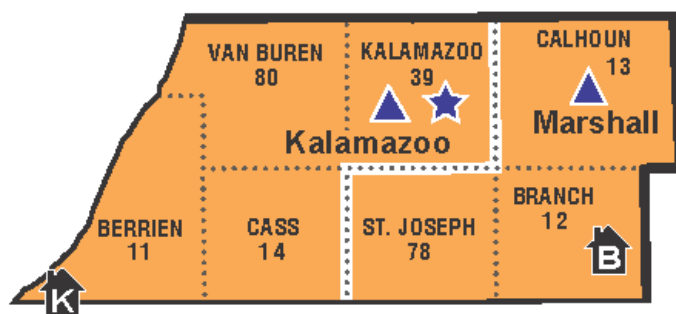 VAN BUREN
80
KALAMAZOO
39
CALHOUN
13
Kalamazoo
Marshall
BERRIEN
11
CASS
14
ST. JOSEPH
78
BRANCH
12
K
B